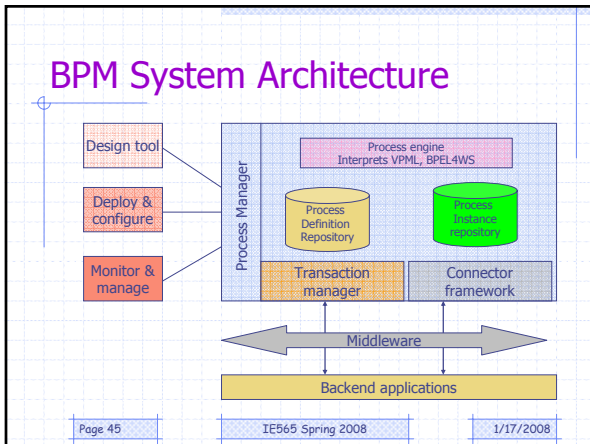 BPM System Architecture
Design tool
Deploy &
configure
Monitor &
manage
Process Manager
Process engine
Interprets VPML, BPEL4WS
Process
Definition
Repository
Process
Instance
repository
Transaction
manager
Connector
framework
Middleware
Backend applications
Page 45
IE565 Spring 2008
1/17/2008